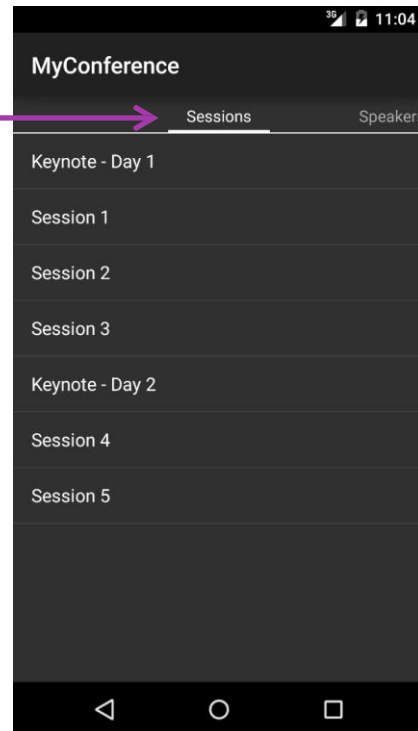 3G 11:04
MyConference
Sessions Speakers
Keynote - Day 1
Session 1
Session 2
Session 3
Keynote - Day 2
Session 4
Session 5